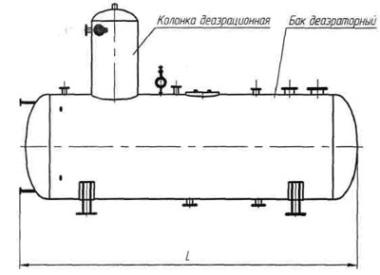 Колонка деаэрационная
Бак деаэраторный
L